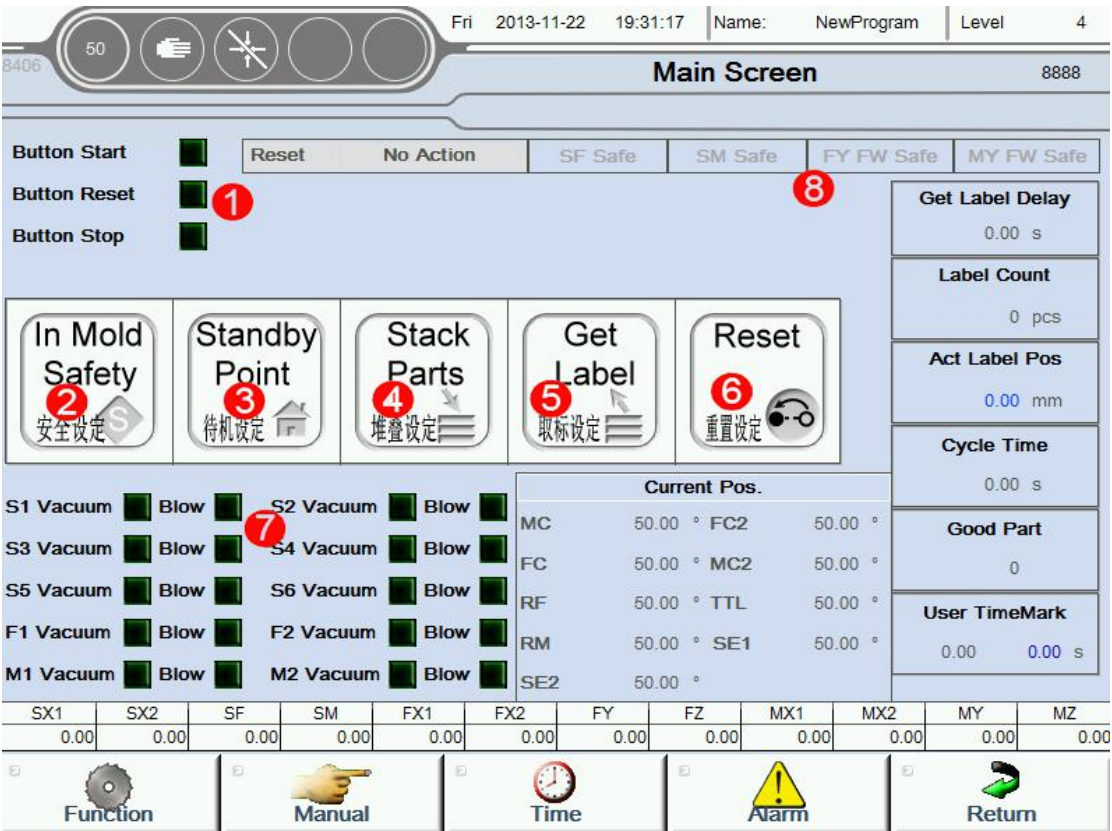 Fri 2013-11-22 19:31:17 Name: NewProgram Level 4
50
8406
Main Screen 8888
Button Start
Reset No Action SF Safe SM Safe FY FW Safe MY FW Safe
Button Reset
1
8
Button Stop
Get Label Delay
0.00 s
Label Count
0 pcs
Act Label Pos
0.00 mm
Cycle Time
0.00 s
Good Part
0
User TimeMark
0.00 0.00 s
In Mold
Safety
2
安全设定 S
Standby
Point
3
待机设定
Stack
Parts
4
堆叠设定
Get
Label
5
取标设定
Reset
6
重置设定
S1 Vacuum Blow S2 Vacuum Blow
7
S3 Vacuum Blow S4 Vacuum Blow
S5 Vacuum Blow S6 Vacuum Blow
F1 Vacuum Blow F2 Vacuum Blow
M1 Vacuum Blow M2 Vacuum Blow
Current Pos.
MC 50.00 ° FC2 50.00 °
FC 50.00 ° MC2 50.00 °
RF 50.00 ° TTL 50.00 °
RM 50.00 ° SE1 50.00 °
SE2 50.00 °
SX1 SX2 SF SM FX1 FX2 FY FZ MX1 MX2 MY MZ
0.00 0.00 0.00 0.00 0.00 0.00 0.00 0.00 0.00 0.00 0.00 0.00
Function Manual Time Alarm Return